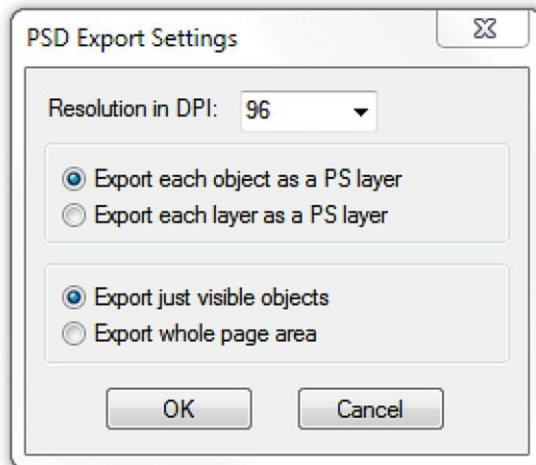 PSD Export Settings
Resolution in DPI: 96
Export each object as a PS layer
Export each layer as a PS layer
Export just visible objects
Export whole page area
OK Cancel